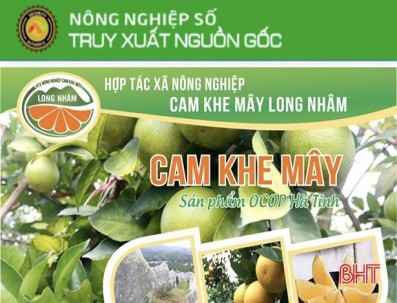 NÔNG NGHIỆP SỐ
TRUY XUẤT NGUỒN GỐC
HỢP TÁC XÃ NÔNG NGHIỆP
CAM KHE MÂY LONG NHÂM
LONG NHÂM
CAM KHE MÂY
Sản phẩm OCOP Hà Tĩnh
BHT